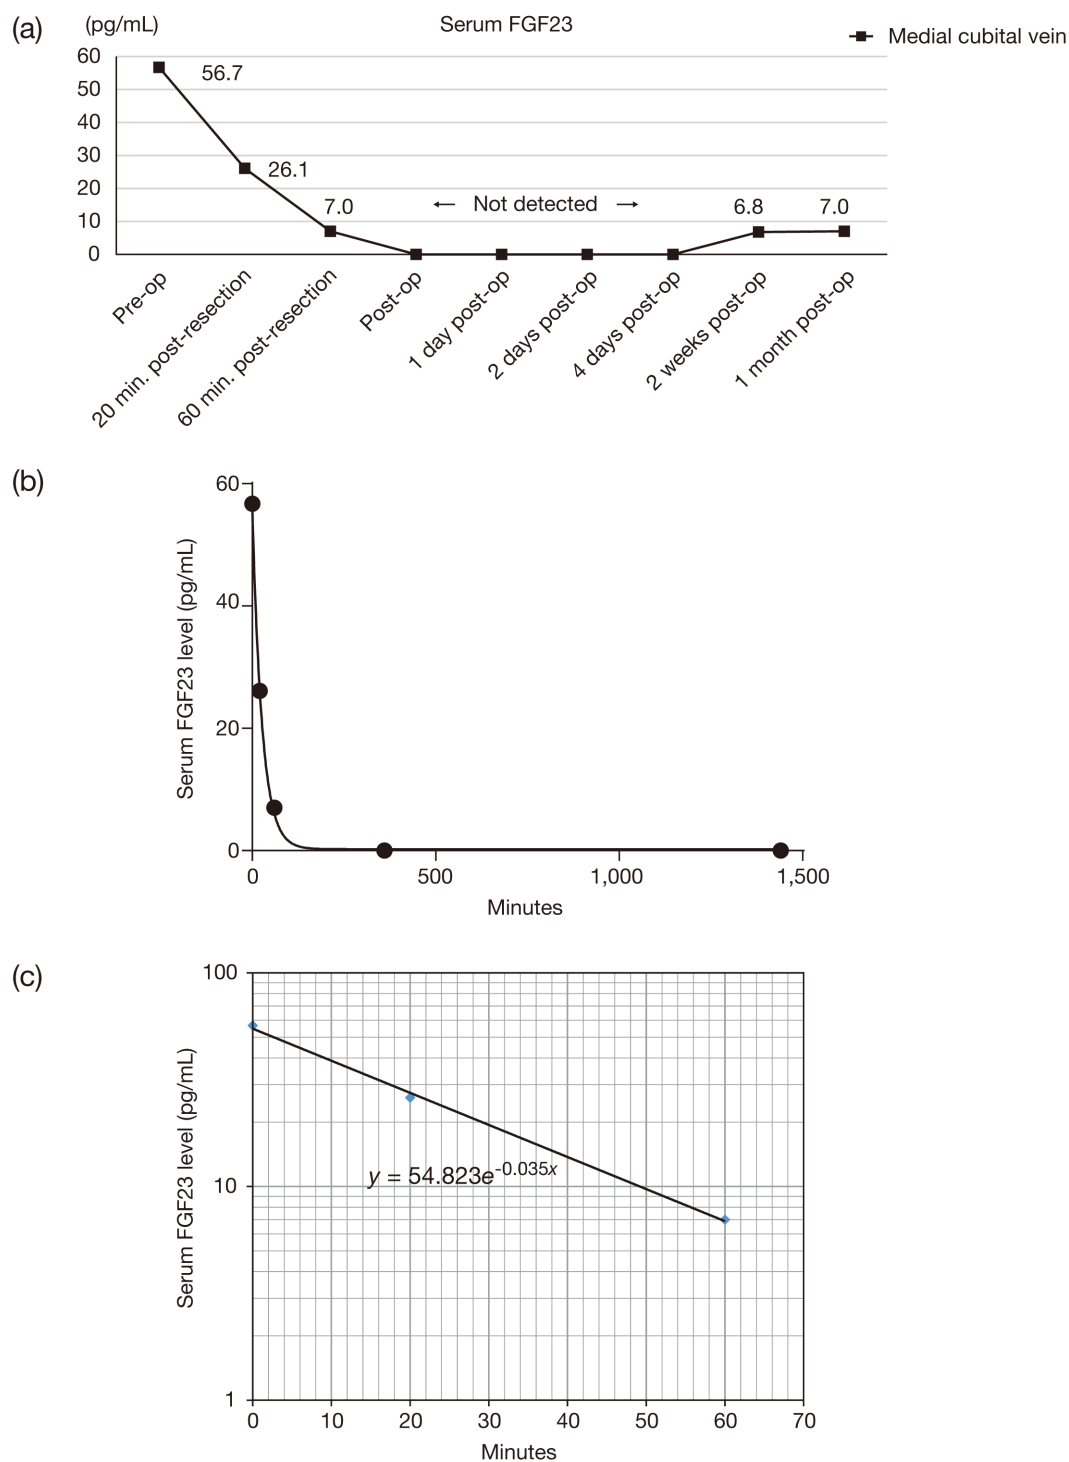 (a)
(pg/mL)
Serum FGF23
Medial cubital vein
60
50
40
30
20
10
0
56.7
26.1
7.0
← Not detected →
6.8
7.0
Pre-op
20 min. post-resection
60 min. post-resection
Post-op
1 day post-op
2 days post-op
4 days post-op
2 weeks post-op
1 month post-op
(b)
Serum FGF23 level (pg/mL)
60
40
20
0
0 500 1,000 1,500
Minutes
(c)
Serum FGF23 level (pg/mL)
100
10
1
y = 54.823e^-0.035x
0 10 20 30 40 50 60 70
Minutes